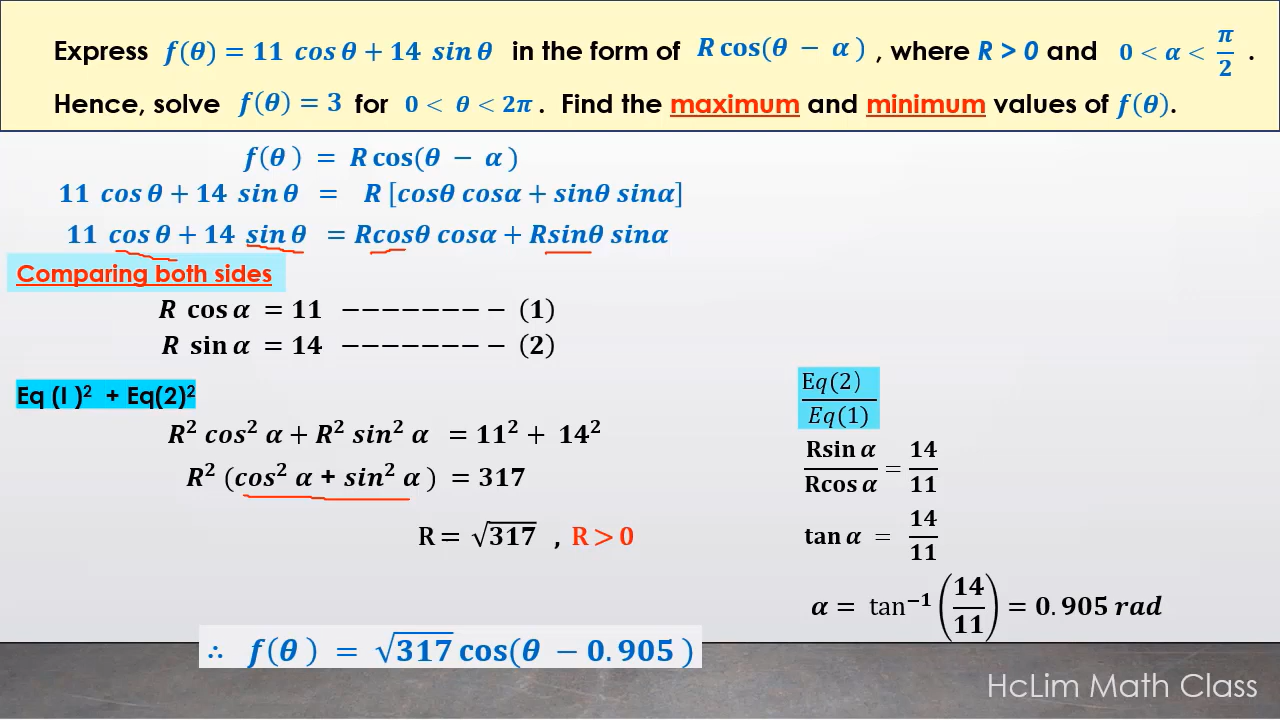 Express f(θ) = 11 cos θ + 14 sin θ in the form of R cos(θ − α) , where R > 0 and 0 < α < π/2 .
Hence, solve f(θ) = 3 for 0 < θ < 2π . Find the maximum and minimum values of f(θ).
f(θ ) = R cos(θ − α )
11 cos θ + 14 sin θ = R [cosθ cosα + sinθ sinα]
11 cos θ + 14 sin θ = Rcosθ cosα + Rsinθ sinα
Comparing both sides
R cos α = 11 −−−−−−− − (1)
R sin α = 14 −−−−−−− − (2)
Eq (I )² + Eq(2)²
R² cos² α + R² sin² α = 11² + 14²
R² (cos² α + sin² α ) = 317
R = √317 , R > 0
Eq(2)/Eq(1)
Rsin α/Rcos α = 14/11
tan α = 14/11
α = tan⁻¹(14/11) = 0.905 rad
∴ f(θ ) = √317 cos(θ − 0.905 )
HcLim Math Class